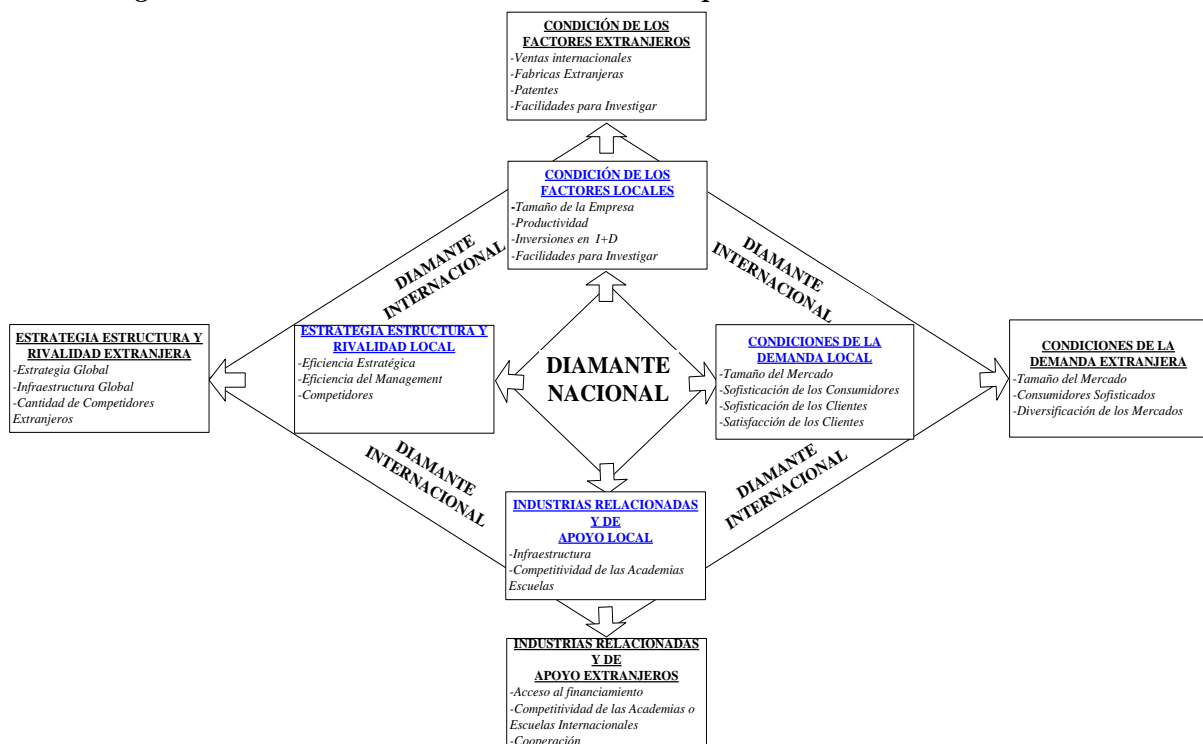 CONDICIÓN DE LOS
FACTORES EXTRANJEROS
-Ventas internacionales
-Fabricas Extranjeras
-Patentes
-Facilidades para Investigar
CONDICIÓN DE LOS
FACTORES LOCALES
-Tamaño de la Empresa
-Productividad
-Inversiones en I+D
-Facilidades para Investigar
DIAMANTE
INTERNACIONAL
DIAMANTE
INTERNACIONAL
ESTRATEGIA ESTRUCTURA Y
RIVALIDAD EXTRANJERA
-Estrategia Global
-Infraestructura Global
-Cantidad de Competidores
Extranjeros
ESTRATEGIA ESTRUCTURA Y
RIVALIDAD LOCAL
-Eficiencia Estratégica
-Eficiencia del Management
-Competidores
DIAMANTE
NACIONAL
CONDICIONES DE LA
DEMANDA LOCAL
-Tamaño del Mercado
-Sofisticación de los Consumidores
-Sofisticación de los Clientes
-Satisfacción de los Clientes
CONDICIONES DE LA
DEMANDA EXTRANJERA
-Tamaño del Mercado
-Consumidores Sofisticados
-Diversificación de los Mercados
DIAMANTE
INTERNACIONAL
DIAMANTE
INTERNACIONAL
INDUSTRIAS RELACIONADAS
Y DE
APOYO LOCAL
-Infraestructura
-Competitividad de las Academias
Escuelas
INDUSTRIAS RELACIONADAS
Y DE
APOYO EXTRANJEROS
-Acceso al financiamiento
-Competitividad de las Academias o
Escuelas Internacionales
-Cooperación